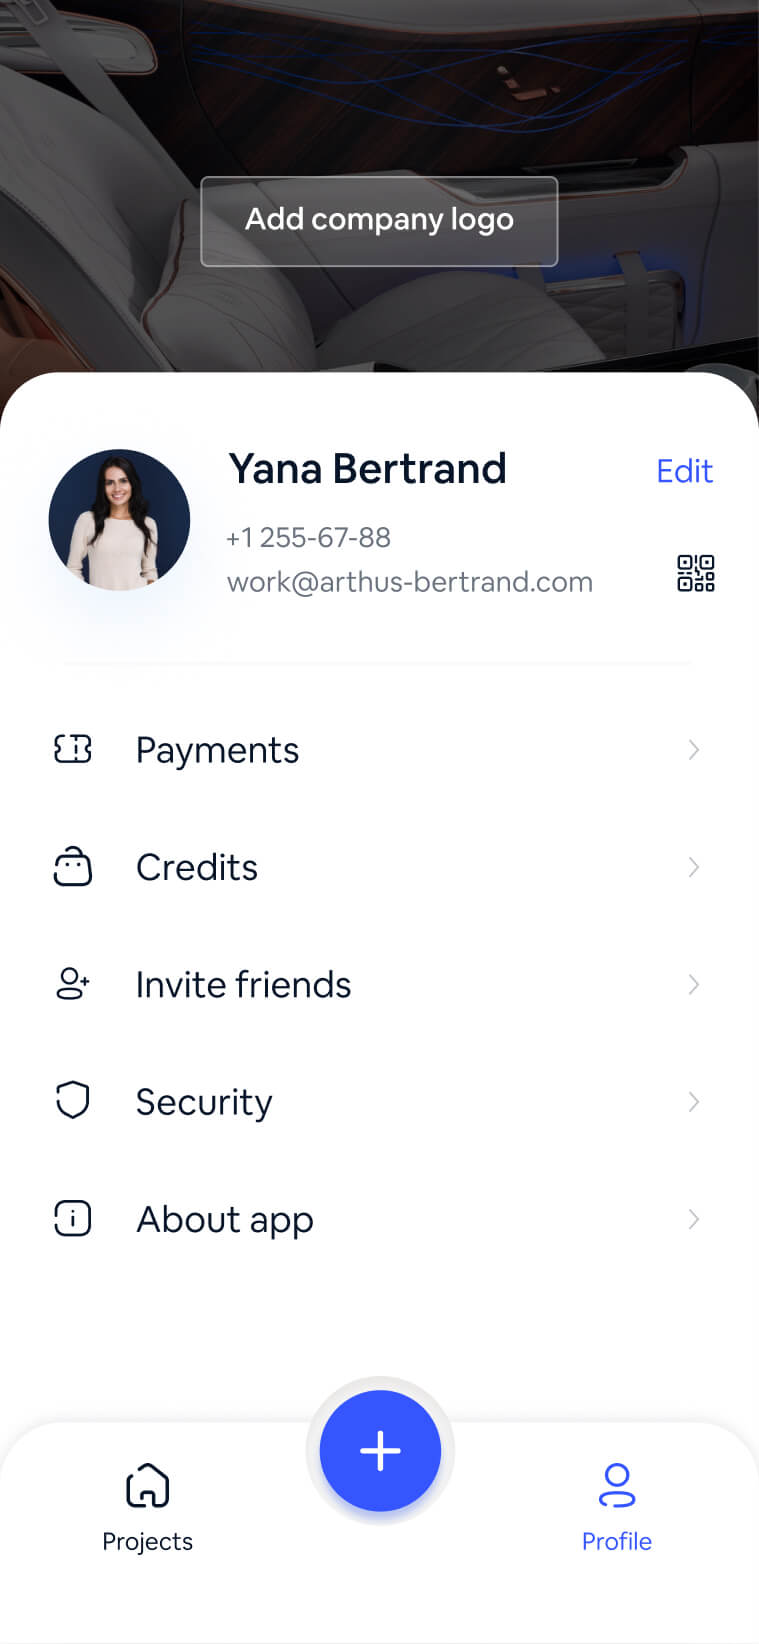 Add company logo
Yana Bertrand
Edit
+1 255-67-88
work@arthus-bertrand.com
Payments
Credits
Invite friends
Security
About app
Projects
Profile